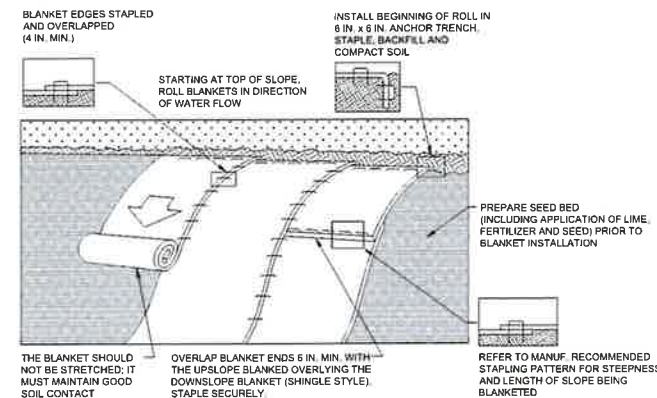 BLANKET EDGES STAPLED
AND OVERLAPPED
(4 IN. MIN.)
STARTING AT TOP OF SLOPE,
ROLL BLANKETS IN DIRECTION
OF WATER FLOW
INSTALL BEGINNING OF ROLL IN
6 IN. x 6 IN. ANCHOR TRENCH,
STAPLE, BACKFILL AND
COMPACT SOIL
PREPARE SEED BED
(INCLUDING APPLICATION OF LIME,
FERTILIZER AND SEED) PRIOR TO
BLANKET INSTALLATION
THE BLANKET SHOULD
NOT BE STRETCHED; IT
MUST MAINTAIN GOOD
SOIL CONTACT
OVERLAP BLANKET ENDS 6 IN. MIN. WITH
THE UPSLOPE BLANKED OVERLYING THE
DOWNSLOPE BLANKET (SHINGLE STYLE).
STAPLE SECURELY.
REFER TO MANUF. RECOMMENDED
STAPLING PATTERN FOR STEEPNESS
AND LENGTH OF SLOPE BEING
BLANKETED